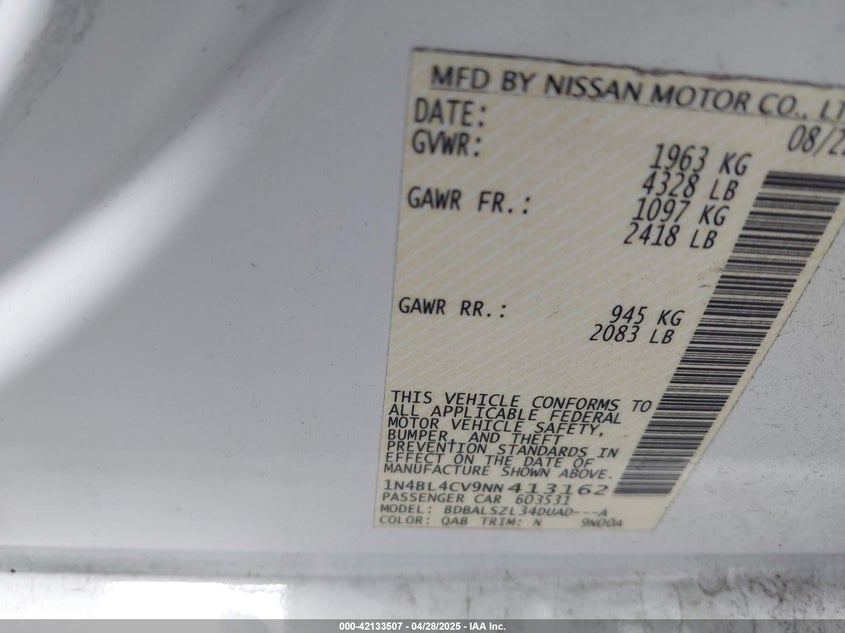 MFD BY NISSAN MOTOR CO., LT
DATE: 08/2
GVWR: 1963 KG
4328 LB
GAWR FR.: 1097 KG
2418 LB
GAWR RR.: 945 KG
2083 LB
THIS VEHICLE CONFORMS TO
ALL APPLICABLE FEDERAL
MOTOR VEHICLE SAFETY,
BUMPER, AND THEFT
PREVENTION STANDARDS IN
EFFECT ON THE DATE OF
MANUFACTURE SHOWN ABOVE.
1N4BL4CV9NN413162
PASSENGER CAR 603531
MODEL: BDBALSZL34DUAD---A
COLOR: QAB TRIM: N 9N00A
000-42133507 - 04/28/2025 - IAA Inc.